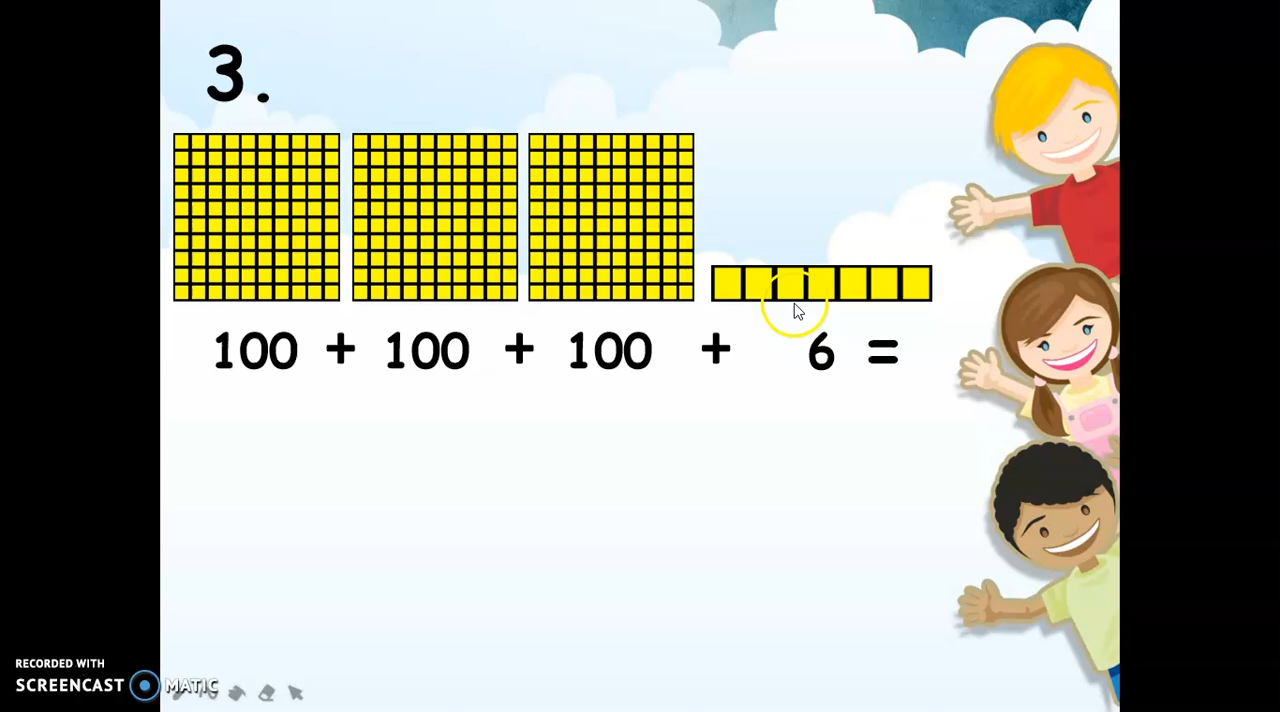 3.
100 + 100 + 100 + 6 =
RECORDED WITH
SCREENCAST MATIC